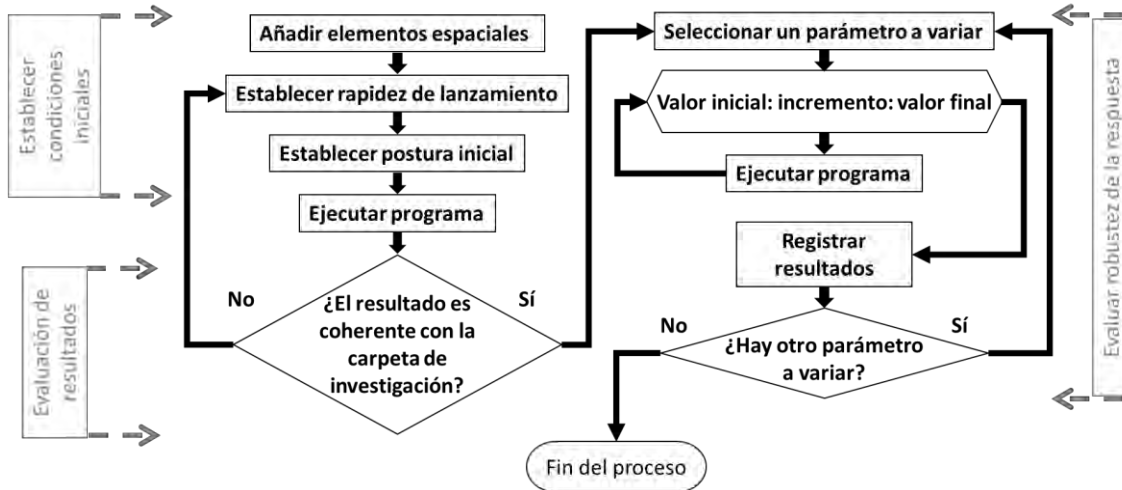 Establecer
condiciones
iniciales
Añadir elementos espaciales
Establecer rapidez de lanzamiento
Establecer postura inicial
Ejecutar programa
Evaluación de
resultados
No
¿El resultado es
coherente con la
carpeta de
investigación?
Sí
Seleccionar un parámetro a variar
Valor inicial: incremento: valor final
Ejecutar programa
Registrar
resultados
No
¿Hay otro parámetro
a variar?
Sí
Fin del proceso
Evaluar robustez de la respuesta